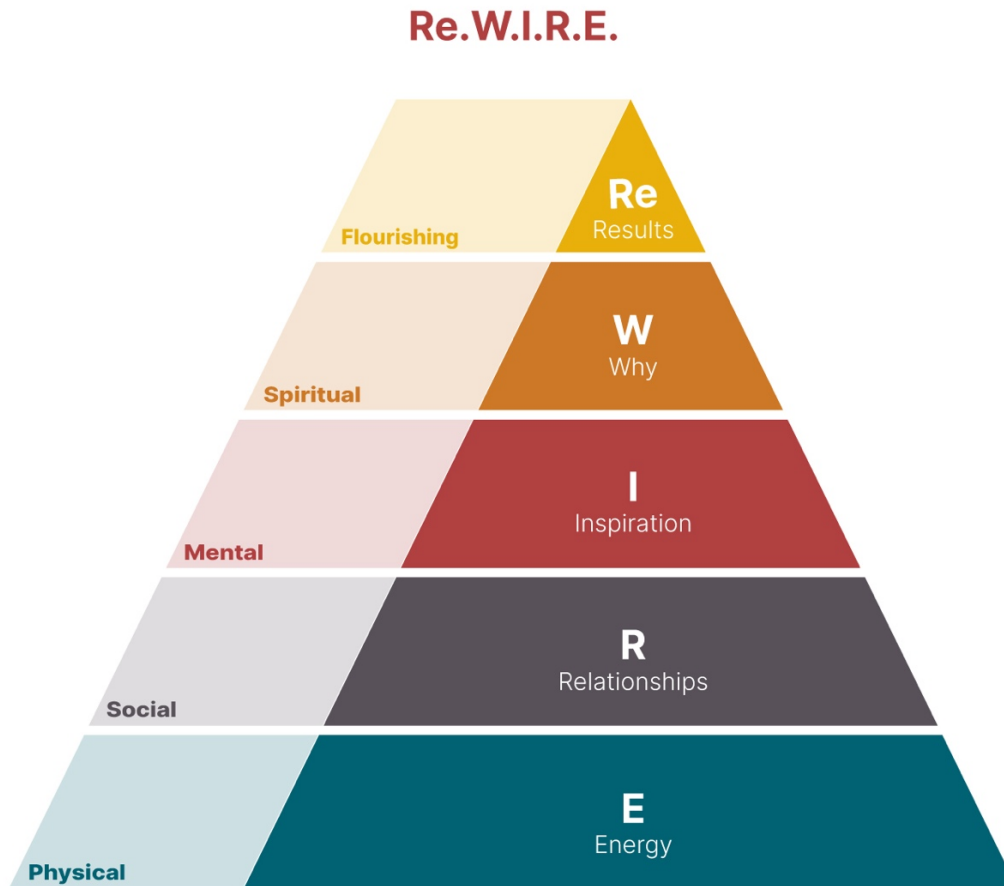 Re.W.I.R.E.
Re
Results
Flourishing
W
Why
Spiritual
I
Inspiration
Mental
R
Relationships
Social
E
Energy
Physical